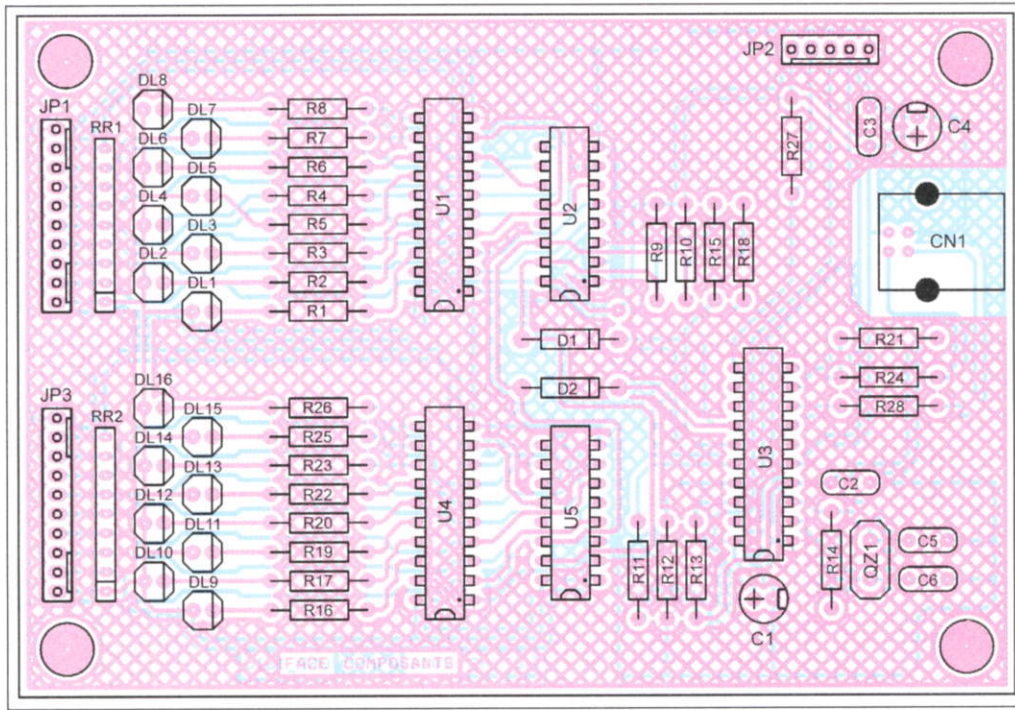 JP2
DL8
DL7
JP1
RR1
DL6
DL5
DL4
DL3
DL2
DL1
R8
R7
R6
R4
R5
R3
R2
R1
U1
U2
R9
R10
R15
R18
R27
C3
C4
CN1
D1
D2
R21
R24
R28
JP3
RR2
DL16
DL15
DL14
DL13
DL12
DL11
DL10
DL9
R26
R25
R23
R22
R20
R19
R17
R16
U4
U5
U3
R11
R12
R13
C1
C2
R14
QZ1
C5
C6
FACE COMPOSANTS